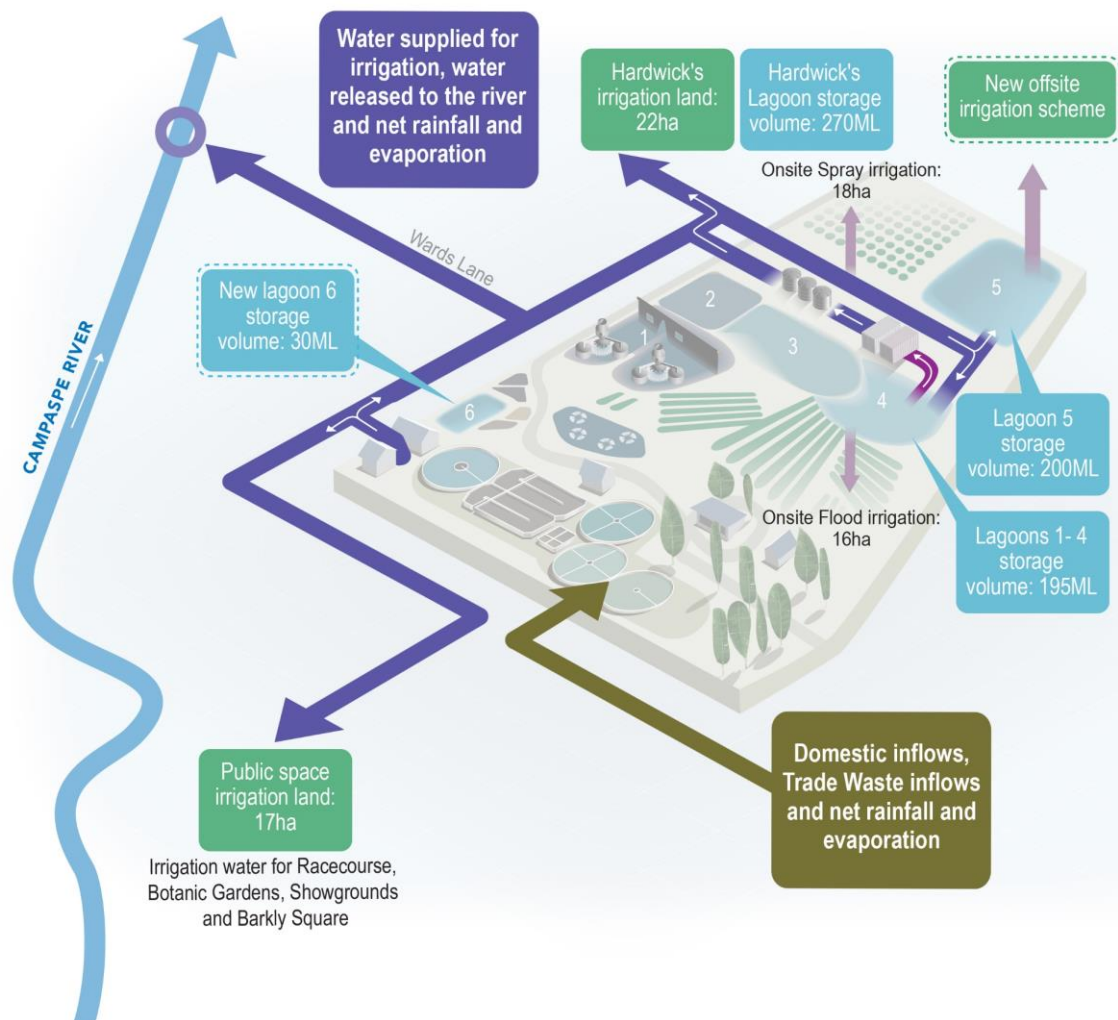 Water supplied for
irrigation, water
released to the river
and net rainfall and
evaporation
Hardwick's
irrigation land:
22ha
Hardwick's
Lagoon storage
volume: 270ML
New offsite
irrigation scheme
Onsite Spray irrigation:
18ha
Wards Lane
New lagoon 6
storage
volume: 30ML
CAMPASPE RIVER
1
2
3
4
5
6
Lagoon 5
storage
volume: 200ML
Onsite Flood irrigation:
16ha
Lagoons 1- 4
storage
volume: 195ML
Domestic inflows,
Trade Waste inflows
and net rainfall and
evaporation
Public space
irrigation land:
17ha
Irrigation water for Racecourse,
Botanic Gardens, Showgrounds
and Barkly Square